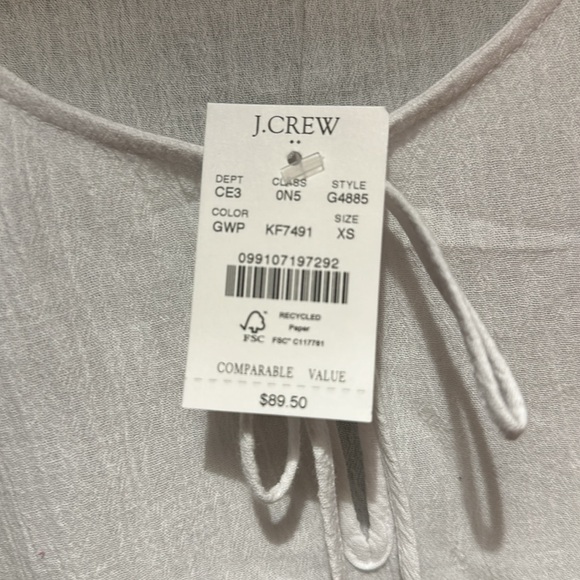 J.CREW
DEPT CLASS STYLE
CE3 0N5 G4885
COLOR SIZE
GWP KF7491 XS
099107197292
RECYCLED
Paper
FSC FSC® C117781
COMPARABLE VALUE
$89.50